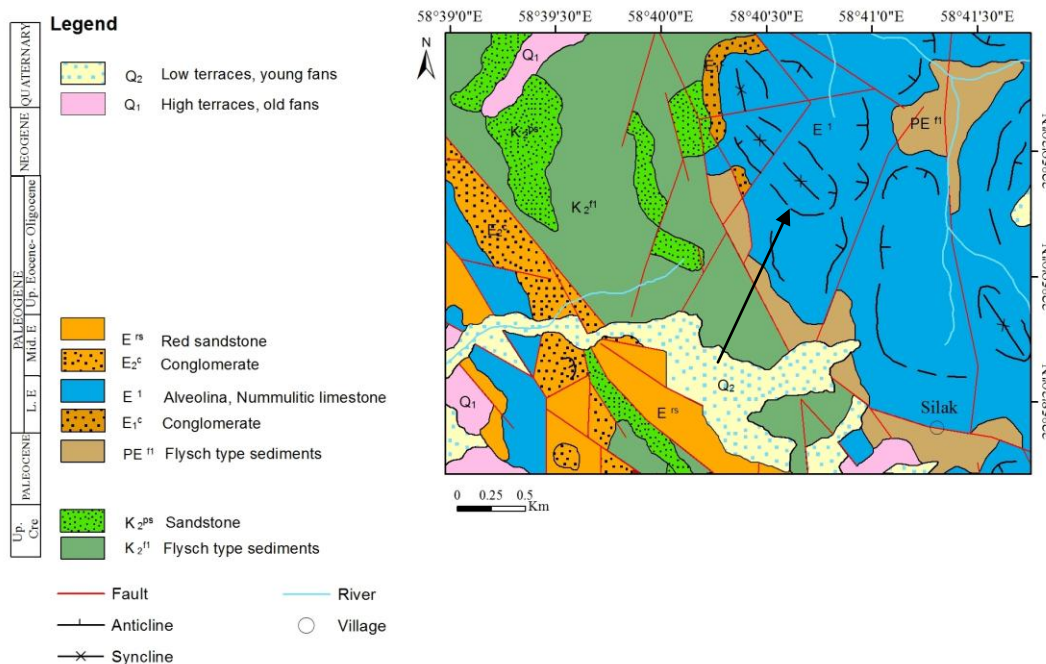 Legend
QUATERNARY
NEOGENE
PALEOGENE
Up. Eocene- Oligocene
Mid. E
L. E
PALEOCENE
Up.
Cre
Q₂ Low terraces, young fans
Q₁ High terraces, old fans
E ʳˢ Red sandstone
E₂ᶜ Conglomerate
E ¹ Alveolina, Nummulitic limestone
E₁ᶜ Conglomerate
PE ᶠ¹ Flysch type sediments
K₂ᵖˢ Sandstone
K₂ᶠ¹ Flysch type sediments
Fault
Anticline
Syncline
River
Village
58°39'0"E 58°39'30"E 58°40'0"E 58°40'30"E 58°41'0"E 58°41'30"E
N
Q₁
K₂ᵖˢ
E ¹
PE ᶠ¹
K₂ᶠ¹
E₂ᶜ
Q₂
Q₁
E ʳˢ
Silak
0 0.25 0.5
Km